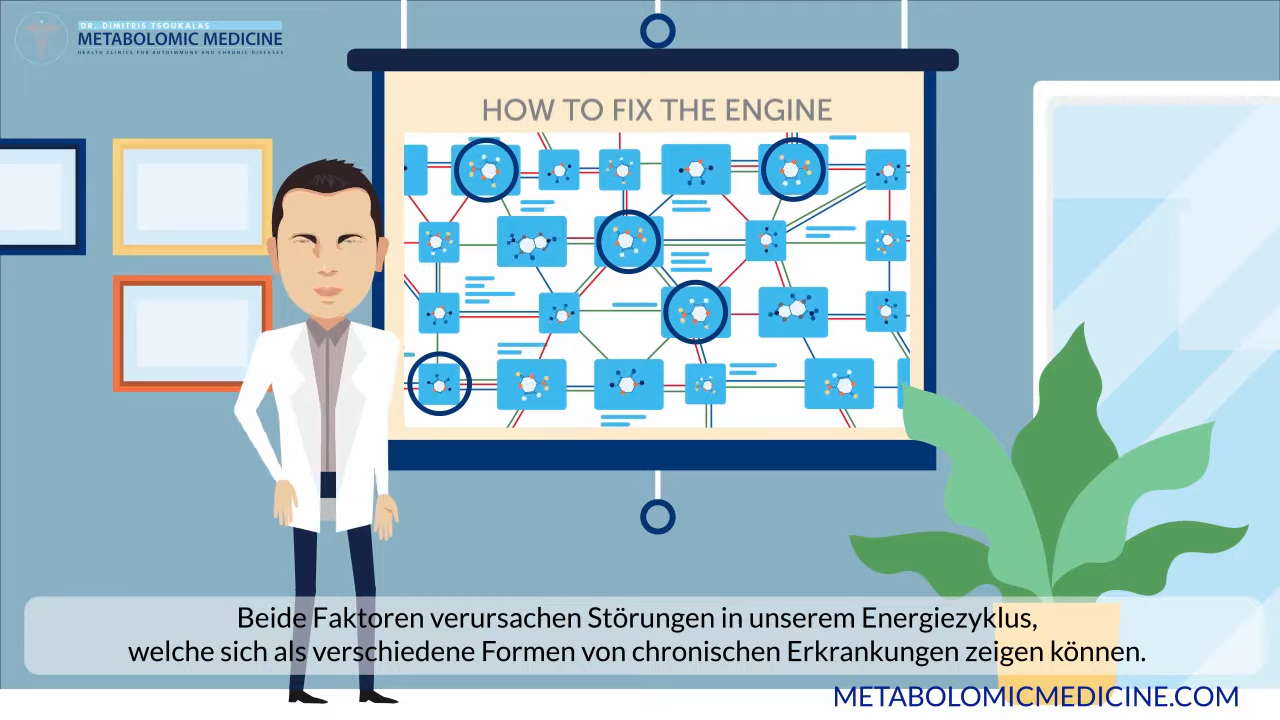 DR. DIMITRIS TSOUKALAS
METABOLOMIC MEDICINE
HEALTH CLINICS FOR AUTOIMMUNE AND CHRONIC DISEASES
HOW TO FIX THE ENGINE
Beide Faktoren verursachen Störungen in unserem Energiezyklus,
welche sich als verschiedene Formen von chronischen Erkrankungen zeigen können.
METABOLOMICMEDICINE.COM